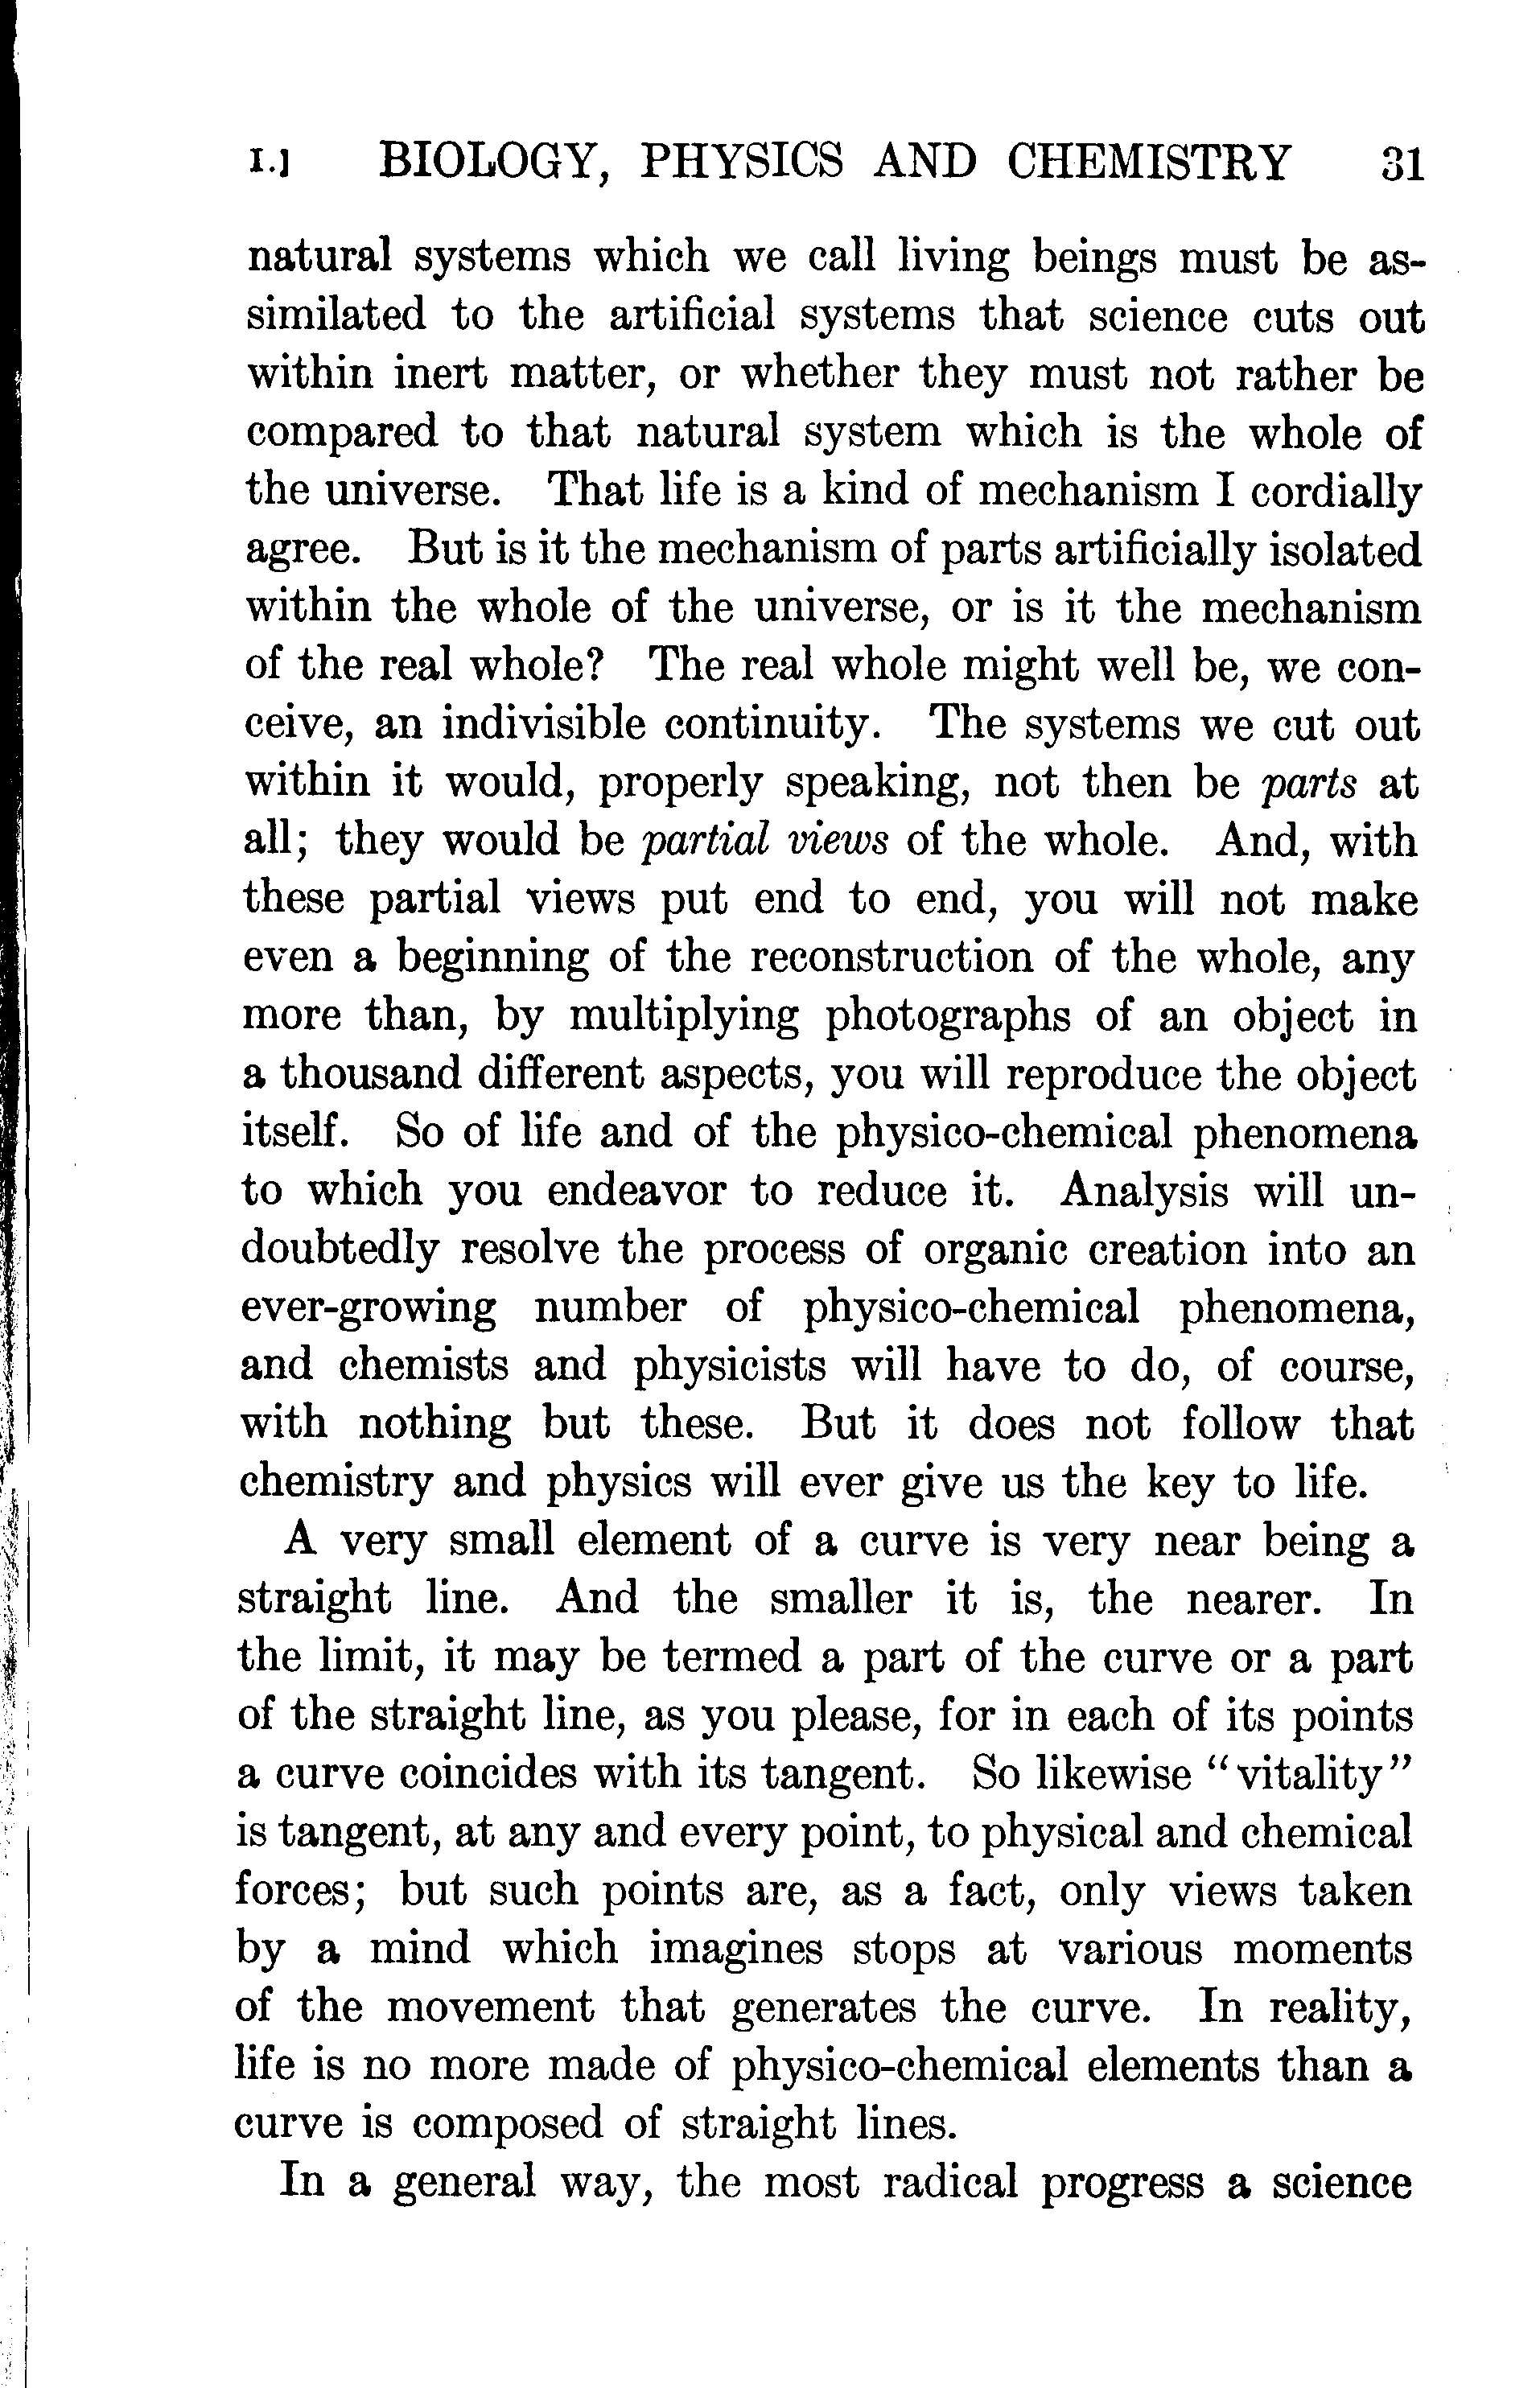 I.] BIOLOGY, PHYSICS AND CHEMISTRY 31
natural systems which we call living beings must be as-
similated to the artificial systems that science cuts out
within inert matter, or whether they must not rather be
compared to that natural system which is the whole of
the universe. That life is a kind of mechanism I cordially
agree. But is it the mechanism of parts artificially isolated
within the whole of the universe, or is it the mechanism
of the real whole? The real whole might well be, we con-
ceive, an indivisible continuity. The systems we cut out
within it would, properly speaking, not then be parts at
all; they would be partial views of the whole. And, with
these partial views put end to end, you will not make
even a beginning of the reconstruction of the whole, any
more than, by multiplying photographs of an object in
a thousand different aspects, you will reproduce the object
itself. So of life and of the physico-chemical phenomena
to which you endeavor to reduce it. Analysis will un-
doubtedly resolve the process of organic creation into an
ever-growing number of physico-chemical phenomena,
and chemists and physicists will have to do, of course,
with nothing but these. But it does not follow that
chemistry and physics will ever give us the key to life.
A very small element of a curve is very near being a
straight line. And the smaller it is, the nearer. In
the limit, it may be termed a part of the curve or a part
of the straight line, as you please, for in each of its points
a curve coincides with its tangent. So likewise "vitality"
is tangent, at any and every point, to physical and chemical
forces; but such points are, as a fact, only views taken
by a mind which imagines stops at various moments
of the movement that generates the curve. In reality,
life is no more made of physico-chemical elements than a
curve is composed of straight lines.
In a general way, the most radical progress a science